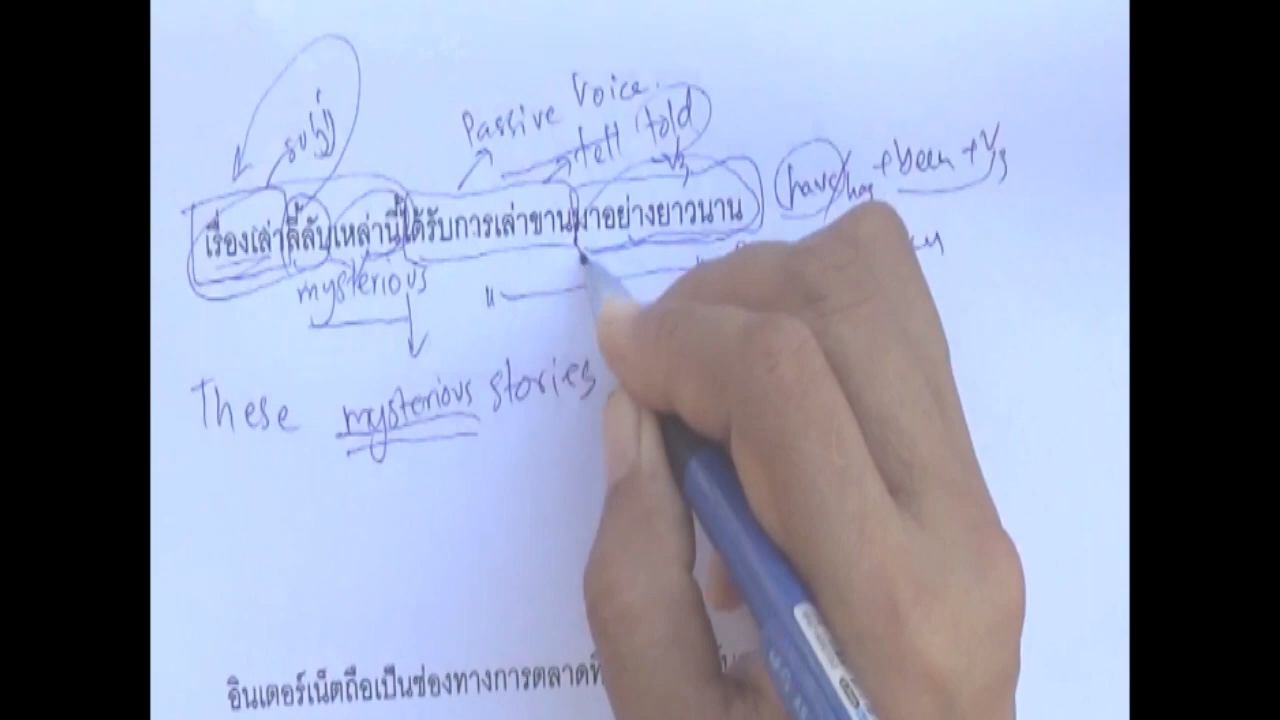 Passive Voice.
subj tell told
V3
have/has +been +V3
เรื่องเล่าลี้ลับเหล่านี้ได้รับการเล่าขานมาอย่างยาวนาน
mysterious " "
These mysterious stories
อินเตอร์เน็ตถือเป็นช่องทางการตลาด